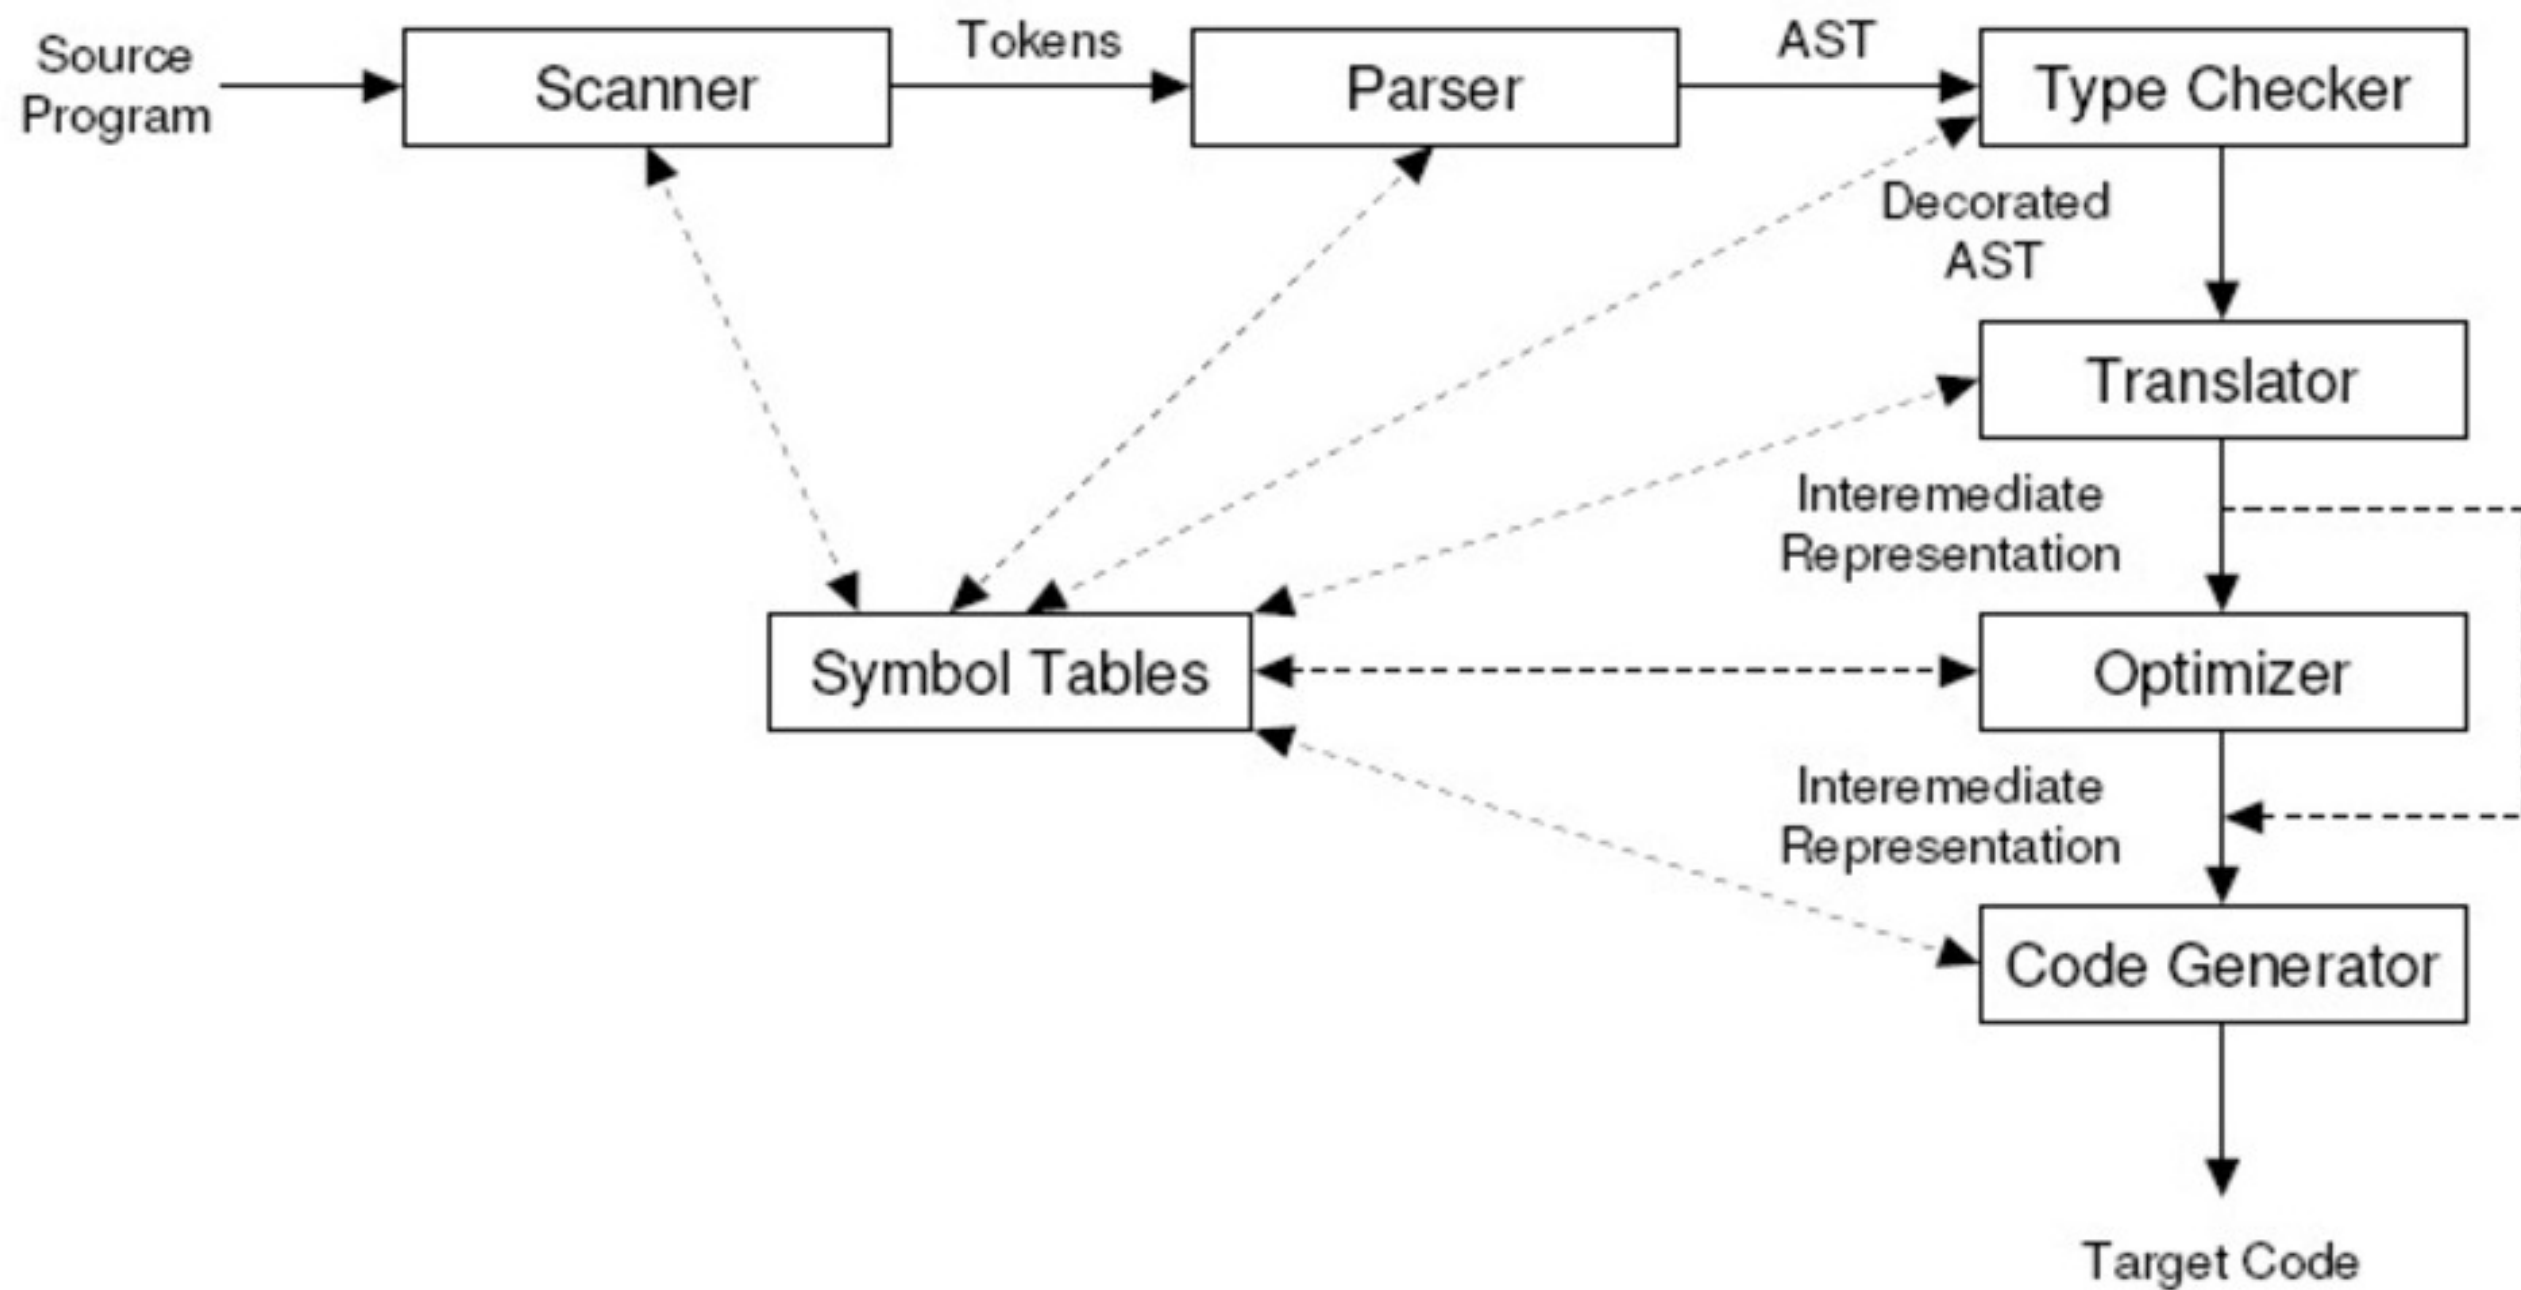 Source
Program
Scanner
Tokens
Parser
AST
Type Checker
Decorated
AST
Translator
Interemediate
Representation
Symbol Tables
Optimizer
Interemediate
Representation
Code Generator
Target Code